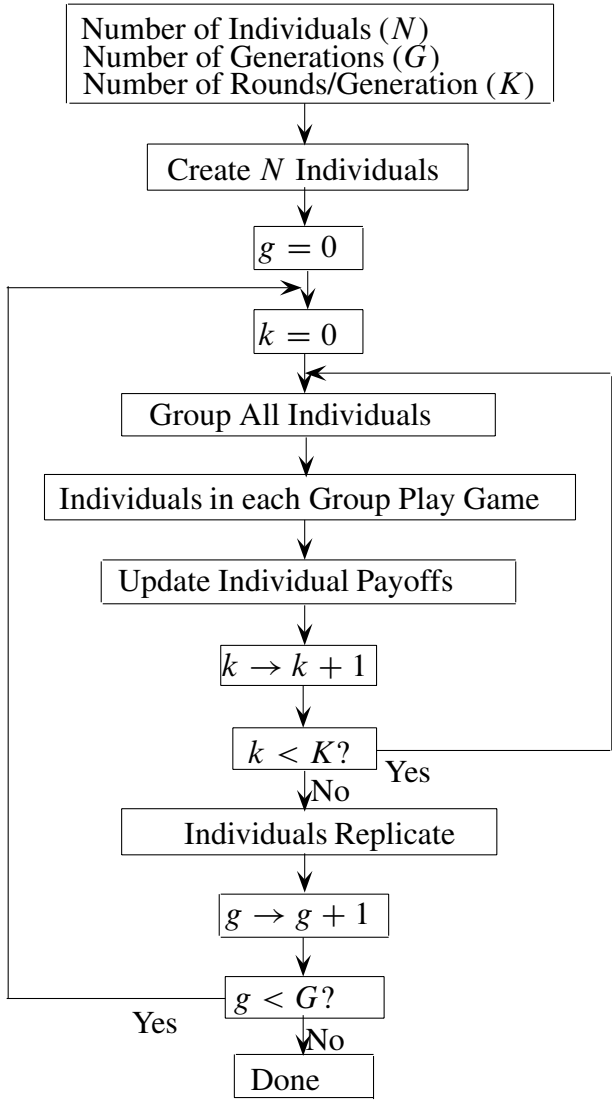 Number of Individuals (N)
Number of Generations (G)
Number of Rounds/Generation (K)
Create N Individuals
g = 0
k = 0
Group All Individuals
Individuals in each Group Play Game
Update Individual Payoffs
k → k + 1
k < K?
Yes
No
Individuals Replicate
g → g + 1
g < G?
Yes
No
Done